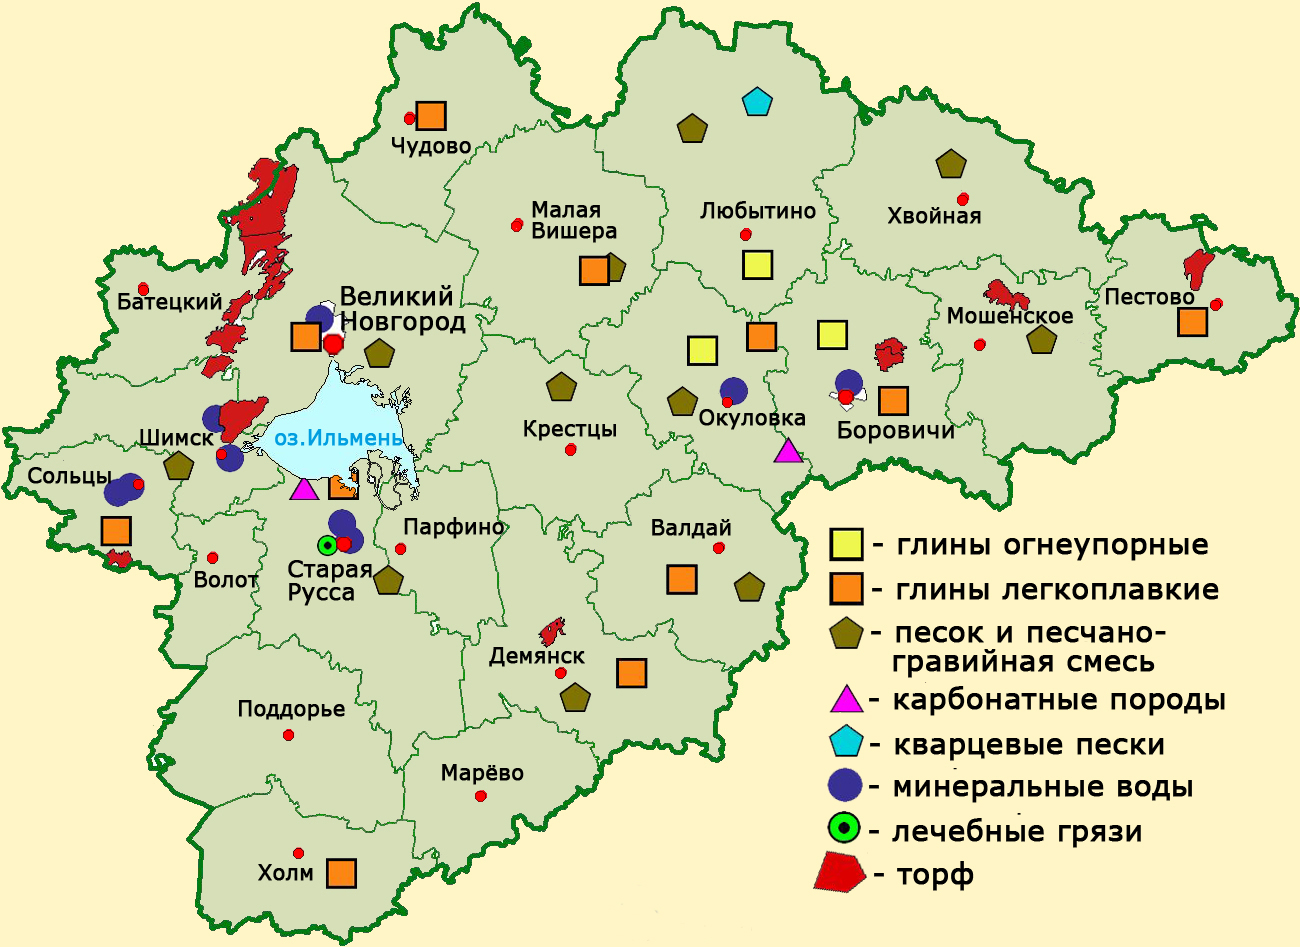 Чудово
Малая
Вишера
Любытино
Хвойная
Батецкий
Великий
Новгород
Пестово
Мошенское
Шимск
оз.Ильмень
Крестцы
Окуловка
Боровичи
Сольцы
Парфино
Валдай
Волот
Старая
Русса
Демянск
Поддорье
Марёво
Холм
- глины огнеупорные
- глины легкоплавкие
- песок и песчано-
гравийная смесь
- карбонатные породы
- кварцевые пески
- минеральные воды
- лечебные грязи
- торф